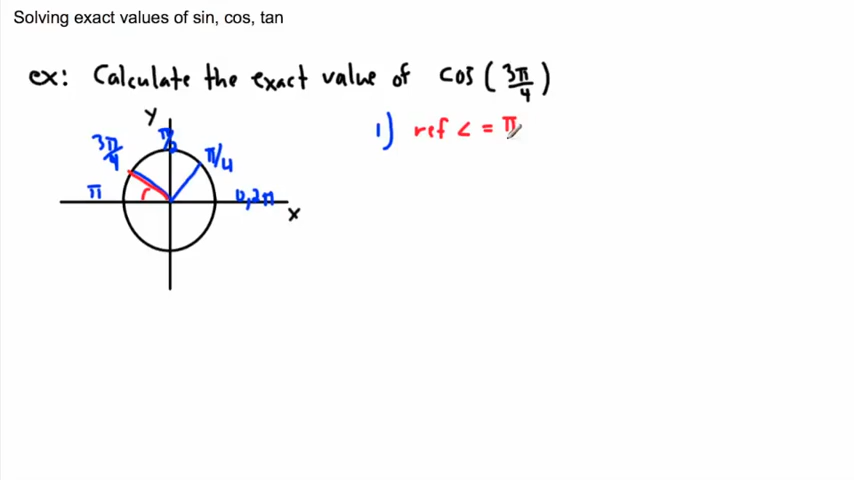 Solving exact values of sin, cos, tan
ex: Calculate the exact value of cos(3π/4)
1) ref < = π
y
π/2
3π/4
π/4
π
0, 2π
x